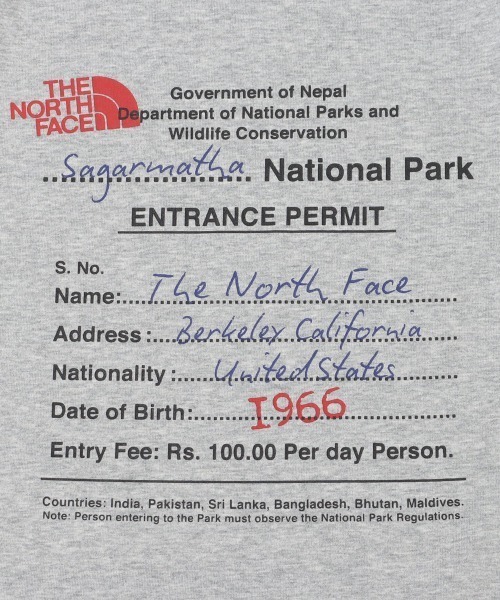 THE
NORTH
FACE
Government of Nepal
Department of National Parks and
Wildlife Conservation
..Sagarmatha.. National Park
ENTRANCE PERMIT
S. No.
Name:....The North Face....
Address :....Berkeley California....
Nationality :....United States....
Date of Birth:....1966....
Entry Fee: Rs. 100.00 Per day Person.
Countries: India, Pakistan, Sri Lanka, Bangladesh, Bhutan, Maldives.
Note: Person entering to the Park must observe the National Park Regulations.